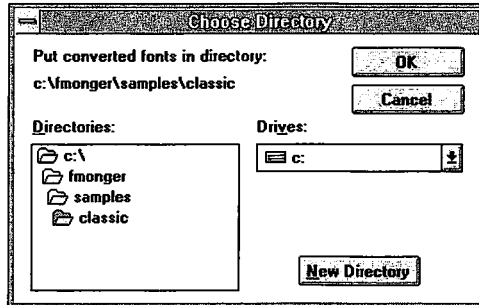 Choose Directory
Put converted fonts in directory:
c:\fmonger\samples\classic
OK
Cancel
Directories:
c:\
fmonger
samples
classic
Drives:
c:
New Directory